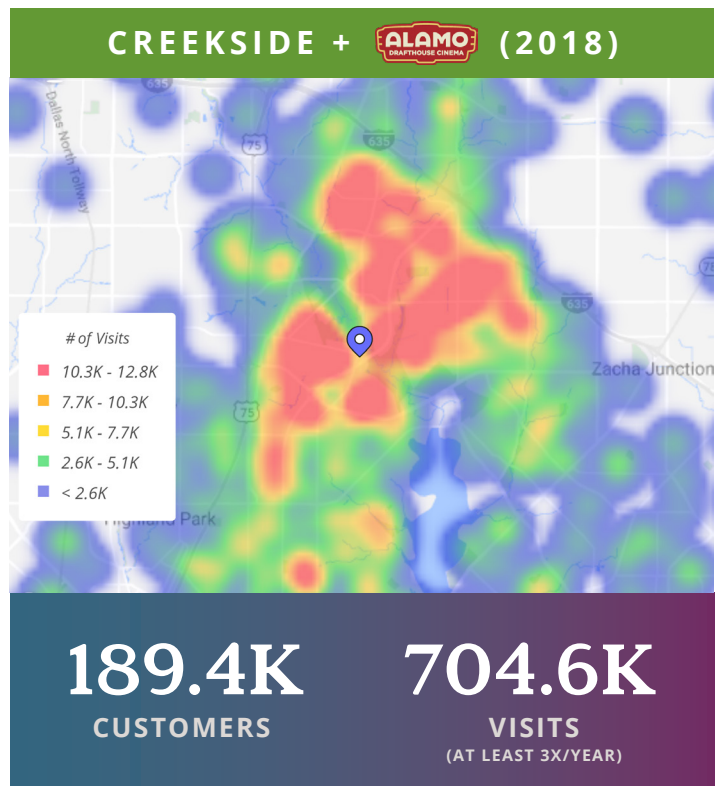 CREEKSIDE + ALAMO DRAFTHOUSE CINEMA (2018)
635
Dallas North Tollway
75
635
75
635
# of Visits
10.3K - 12.8K
7.7K - 10.3K
5.1K - 7.7K
2.6K - 5.1K
< 2.6K
Zacha Junction
75
Highland Park
189.4K
CUSTOMERS
704.6K
VISITS
(AT LEAST 3X/YEAR)